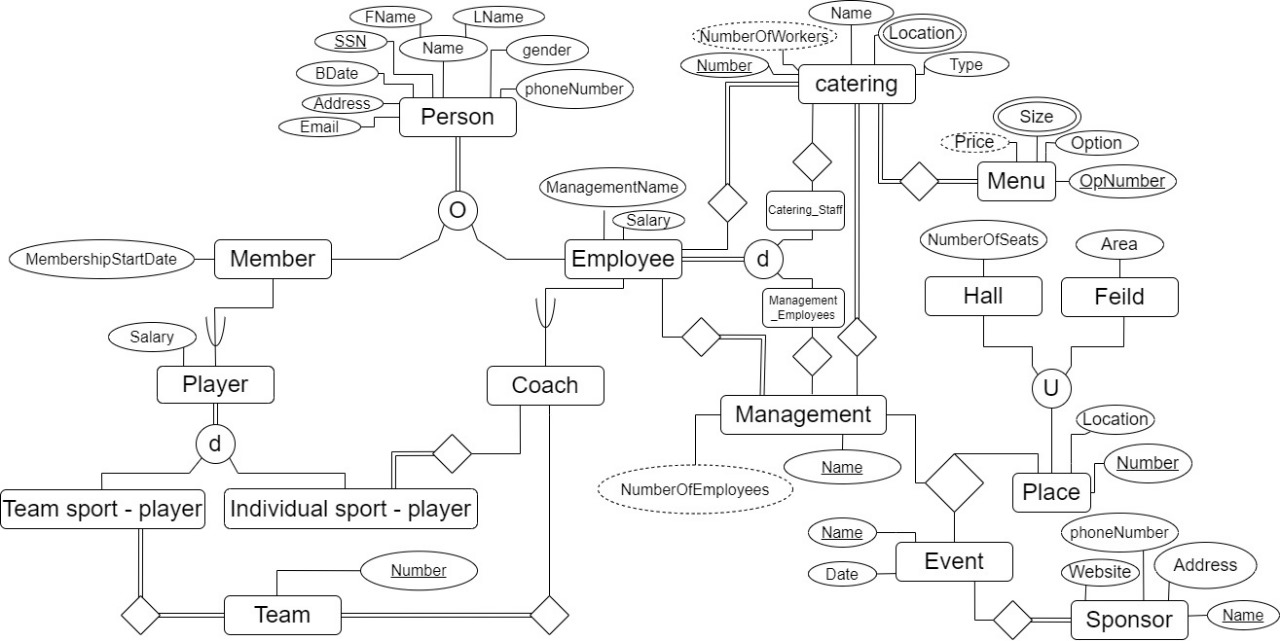 FName
LName
Name
SSN
Name
gender
NumberOfWorkers
Location
BDate
phoneNumber
Number
catering
Type
Address
Person
Email
Size
Price
Option
Menu
OpNumber
ManagementName
Catering_Staff
O
Salary
NumberOfSeats
Area
MembershipStartDate
Member
Employee
d
Hall
Feild
Management
_Employees
Salary
Player
Coach
U
Management
Location
d
Name
Number
NumberOfEmployees
Place
Team sport - player
Individual sport - player
Name
phoneNumber
Event
Date
Website
Address
Number
Team
Sponsor
Name